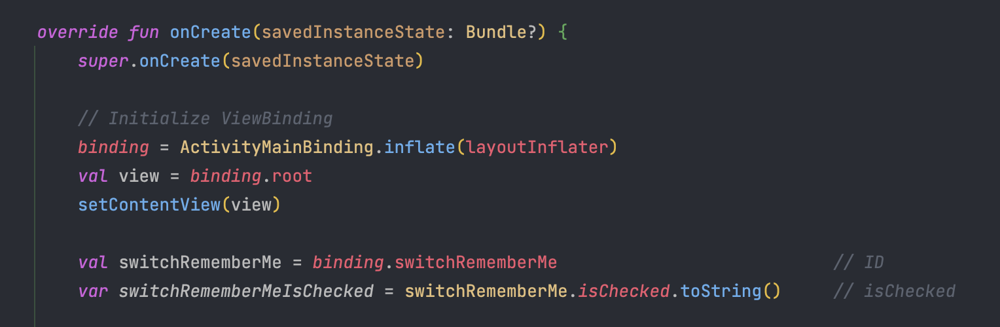 override fun onCreate(savedInstanceState: Bundle?) {
super.onCreate(savedInstanceState)
// Initialize ViewBinding
binding = ActivityMainBinding.inflate(layoutInflater)
val view = binding.root
setContentView(view)
val switchRememberMe = binding.switchRememberMe // ID
var switchRememberMeIsChecked = switchRememberMe.isChecked.toString() // isChecked